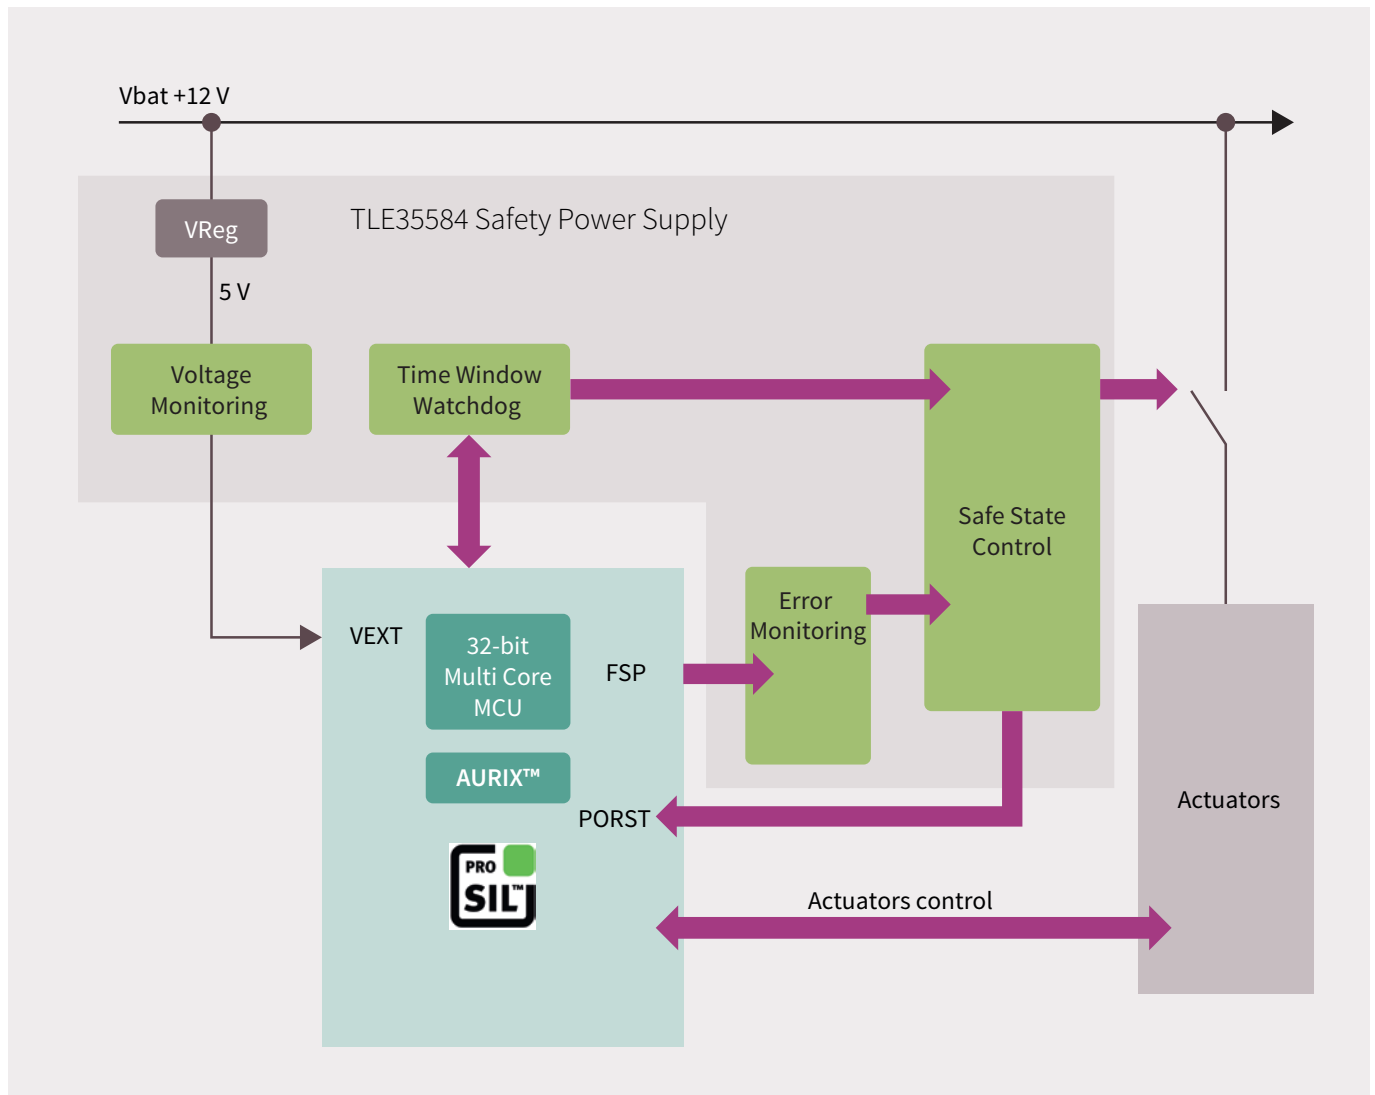 Vbat +12 V
TLE35584 Safety Power Supply
VReg
5 V
Voltage
Monitoring
Time Window
Watchdog
Safe State
Control
Error
Monitoring
VEXT
32-bit
Multi Core
MCU
FSP
AURIX™
PORST
PRO
SIL™
Actuators control
Actuators